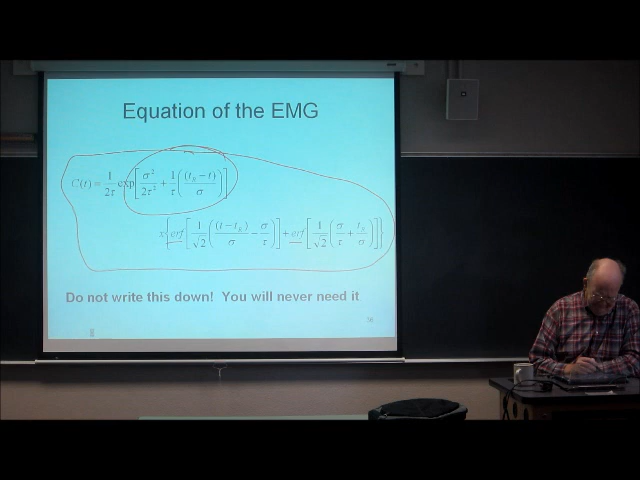 Equation of the EMG
C(t) = 1/2τ exp[σ²/2τ² + 1/τ((t_R − t)/σ)]
x{erf[1/√2((t − t_R)/σ − σ/τ)] + erf[1/√2(σ/τ + t_R/σ)]}
Do not write this down! You will never need it